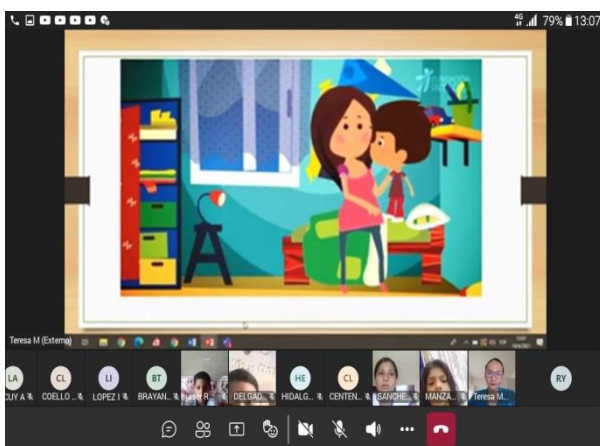 4G 79% 13:07
Teresa M (Externo)
LA CL LI BT HE CL RY
CUY A COELLO ... LOPEZ I BRAYAN... R... DELGAD... HIDALG... CENTEN... SANCHE... MANZA... Teresa M...